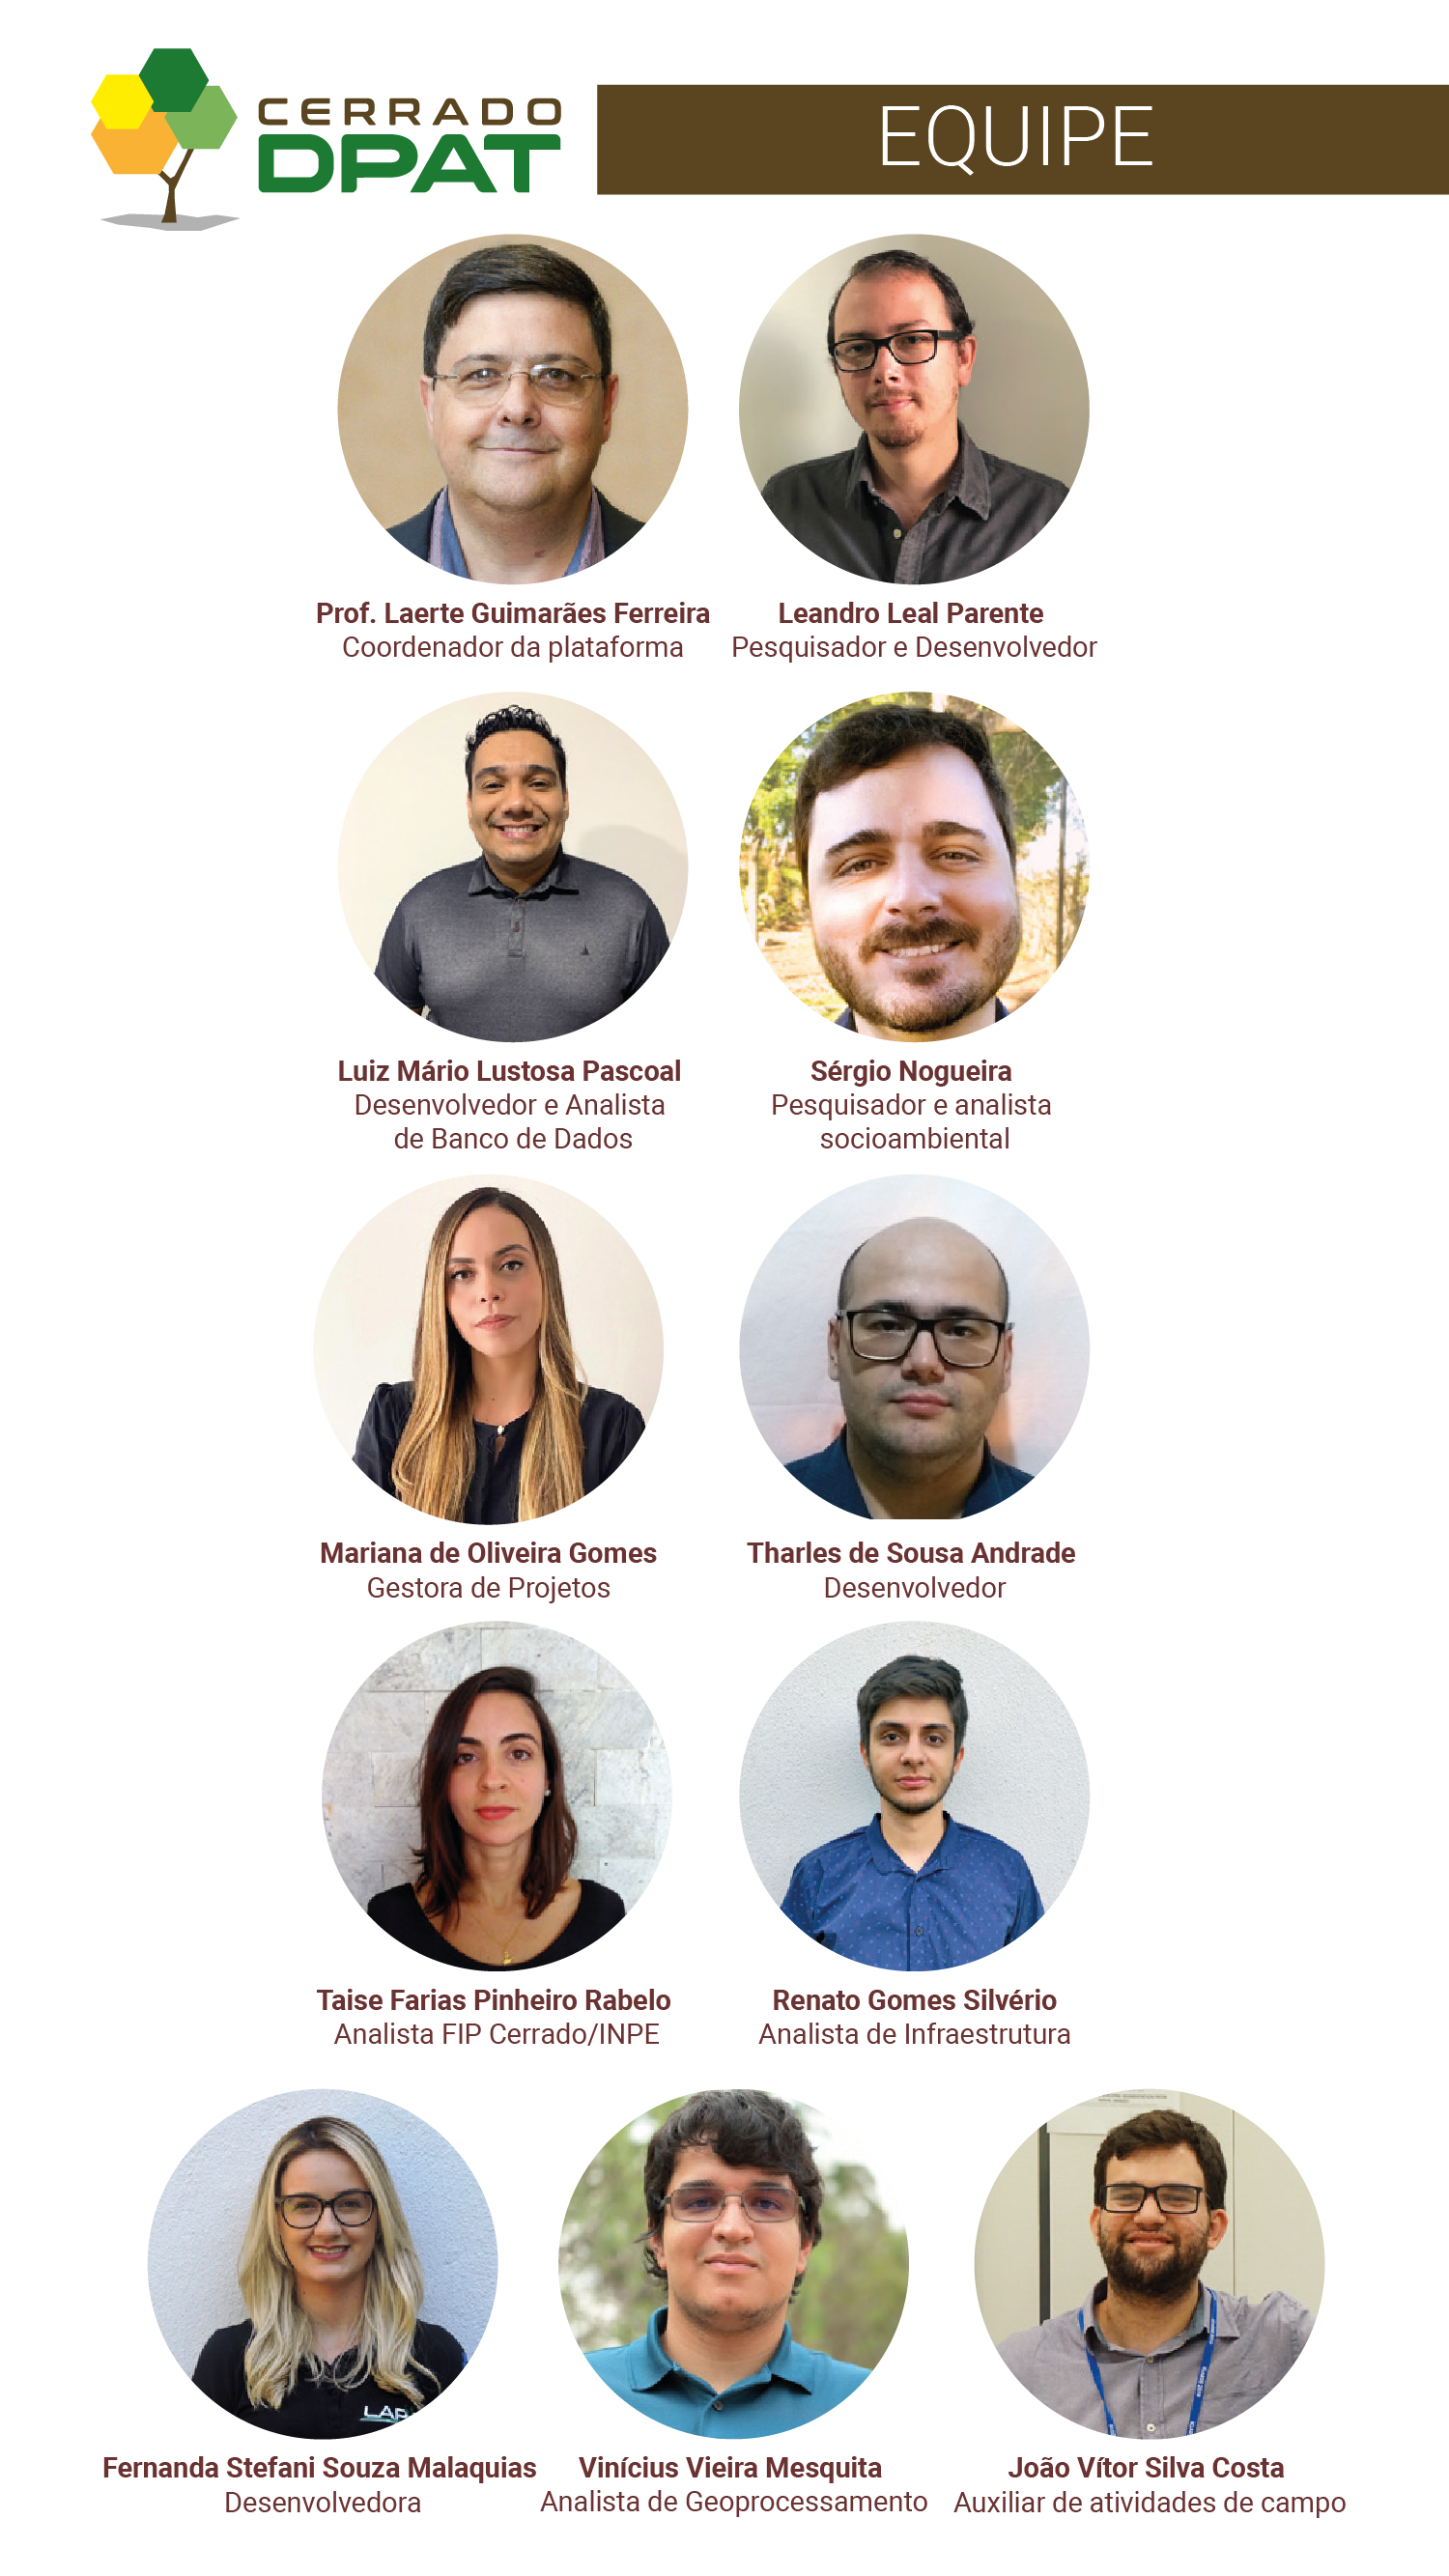 CERRADO
DPAT
EQUIPE
Prof. Laerte Guimarães Ferreira
Coordenador da plataforma
Leandro Leal Parente
Pesquisador e Desenvolvedor
Luiz Mário Lustosa Pascoal
Desenvolvedor e Analista
de Banco de Dados
Sérgio Nogueira
Pesquisador e analista
socioambiental
Mariana de Oliveira Gomes
Gestora de Projetos
Tharles de Sousa Andrade
Desenvolvedor
Taise Farias Pinheiro Rabelo
Analista FIP Cerrado/INPE
Renato Gomes Silvério
Analista de Infraestrutura
LAP
Fernanda Stefani Souza Malaquias
Desenvolvedora
Vinícius Vieira Mesquita
Analista de Geoprocessamento
João Vítor Silva Costa
Auxiliar de atividades de campo